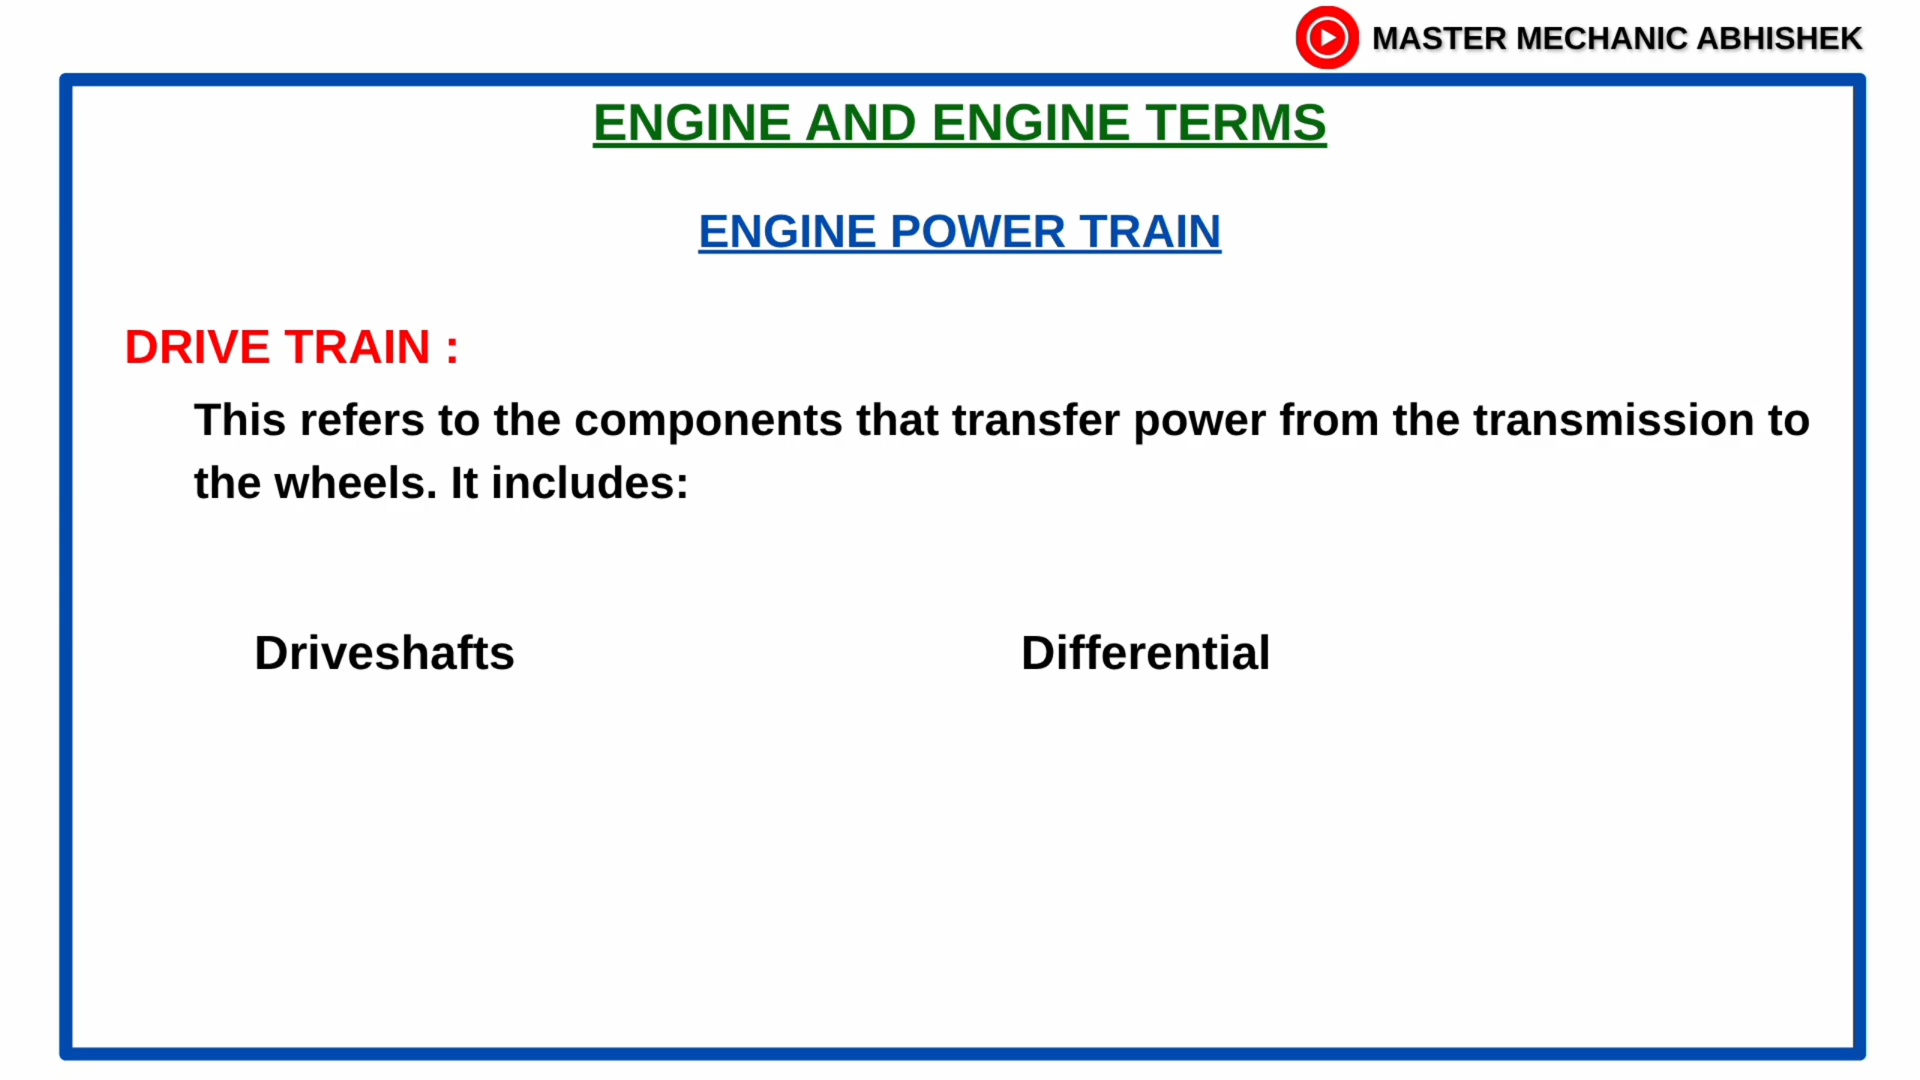 MASTER MECHANIC ABHISHEK
ENGINE AND ENGINE TERMS
ENGINE POWER TRAIN
DRIVE TRAIN :
This refers to the components that transfer power from the transmission to
the wheels. It includes:
Driveshafts Differential